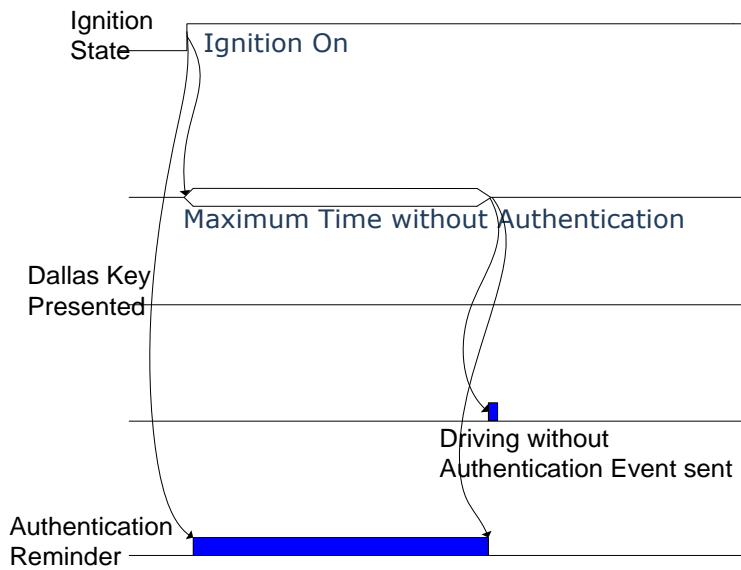 Ignition
State
Ignition On
Maximum Time without Authentication
Dallas Key
Presented
Driving without
Authentication Event sent
Authentication
Reminder